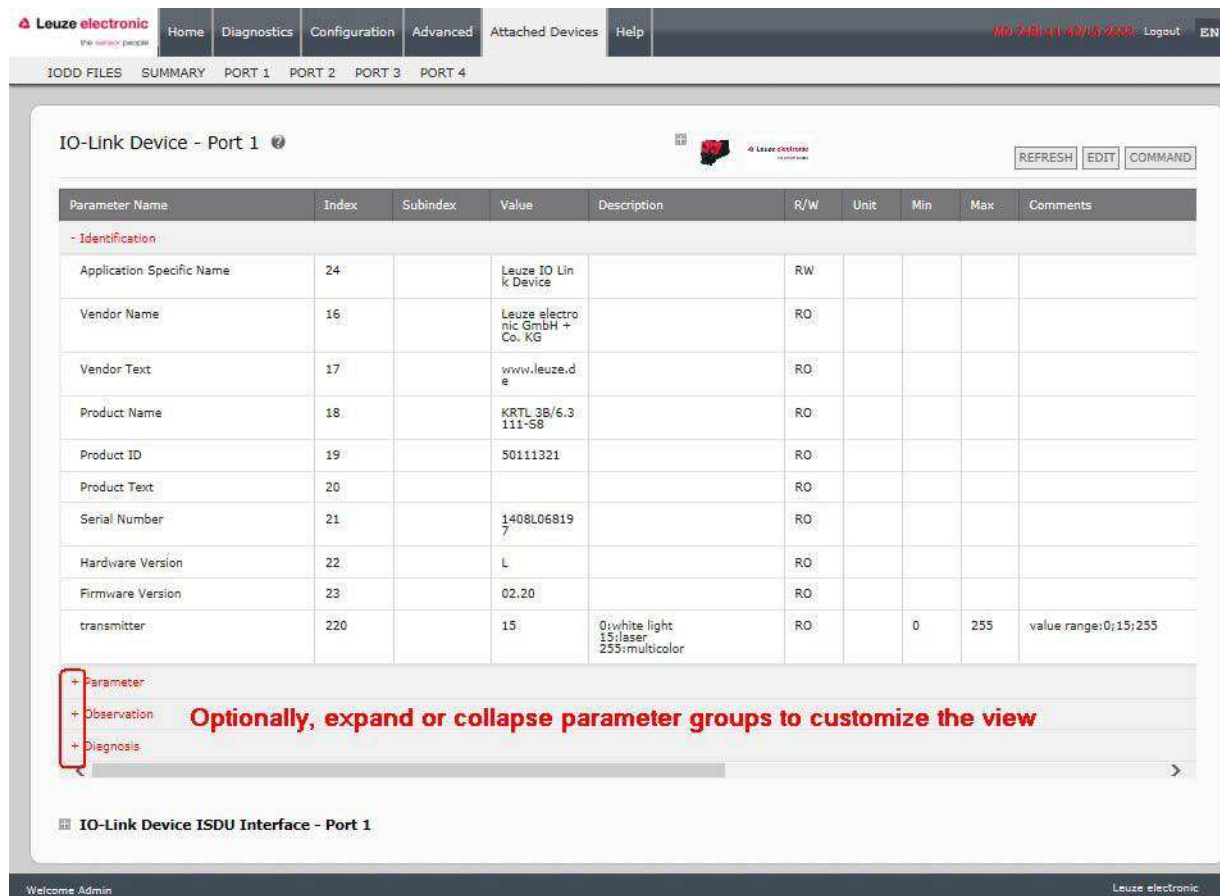 Leuze electronic
the sensor people
Home Diagnostics Configuration Advanced Attached Devices Help
Logout EN
IODD FILES SUMMARY PORT 1 PORT 2 PORT 3 PORT 4
IO-Link Device - Port 1
Leuze electronic
REFRESH EDIT COMMAND
Parameter Name Index Subindex Value Description R/W Unit Min Max Comments
- Identification
Application Specific Name 24 Leuze IO Lin RW
k Device
Vendor Name 16 Leuze electro RO
nic GmbH +
Co. KG
Vendor Text 17 www.leuze.d RO
e
Product Name 18 KRTL 3B/6.3 RO
111-S8
Product ID 19 50111321 RO
Product Text 20 RO
Serial Number 21 1408L06819 RO
7
Hardware Version 22 L RO
Firmware Version 23 02.20 RO
transmitter 220 15 0:white light RO 0 255 value range:0;15;255
15:laser
255:multicolor
+ Parameter
+ Observation
Optionally, expand or collapse parameter groups to customize the view
+ Diagnosis
IO-Link Device ISDU Interface - Port 1
Welcome Admin Leuze electronic